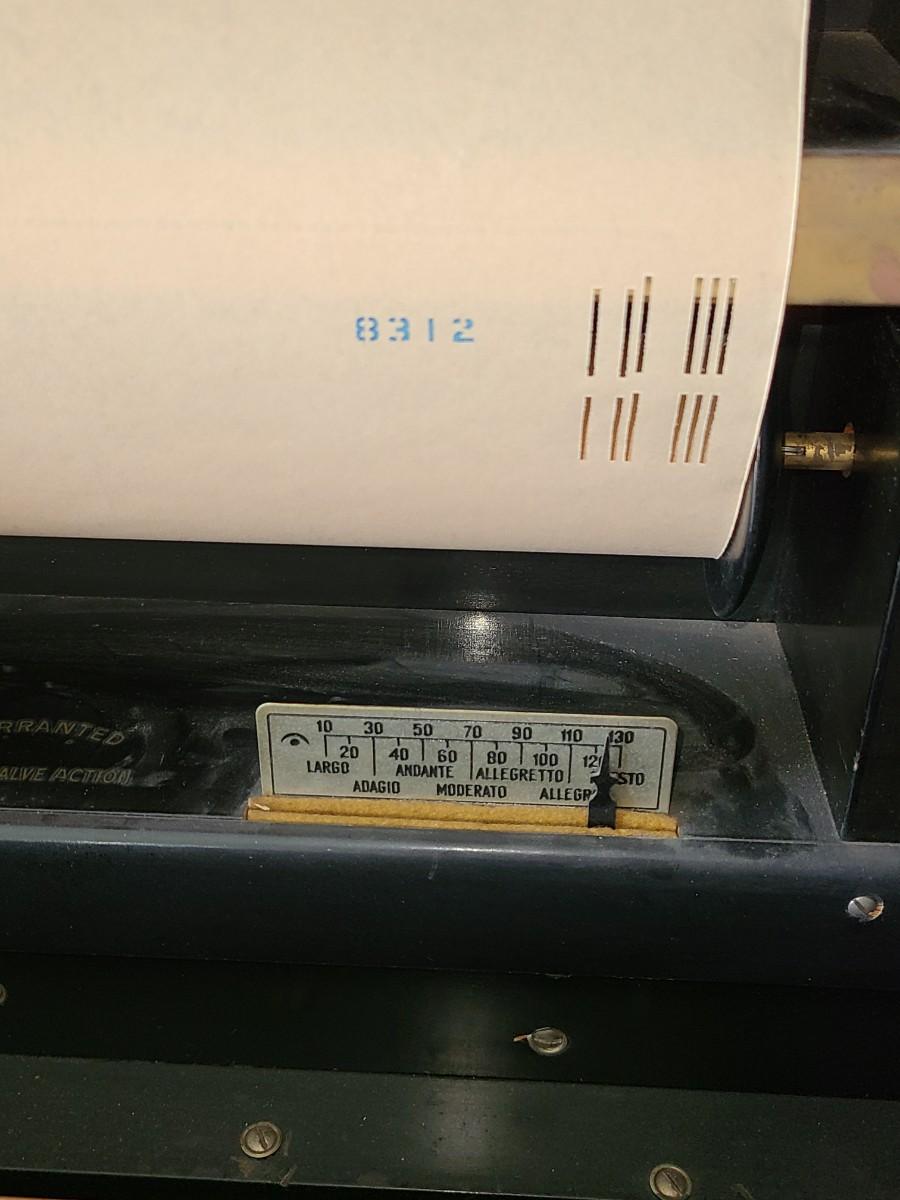 8312
RRANTED
ALVE ACTION
10 30 50 70 90 110 130
20 40 60 80 100
LARGO ANDANTE ALLEGRETTO
ADAGIO MODERATO